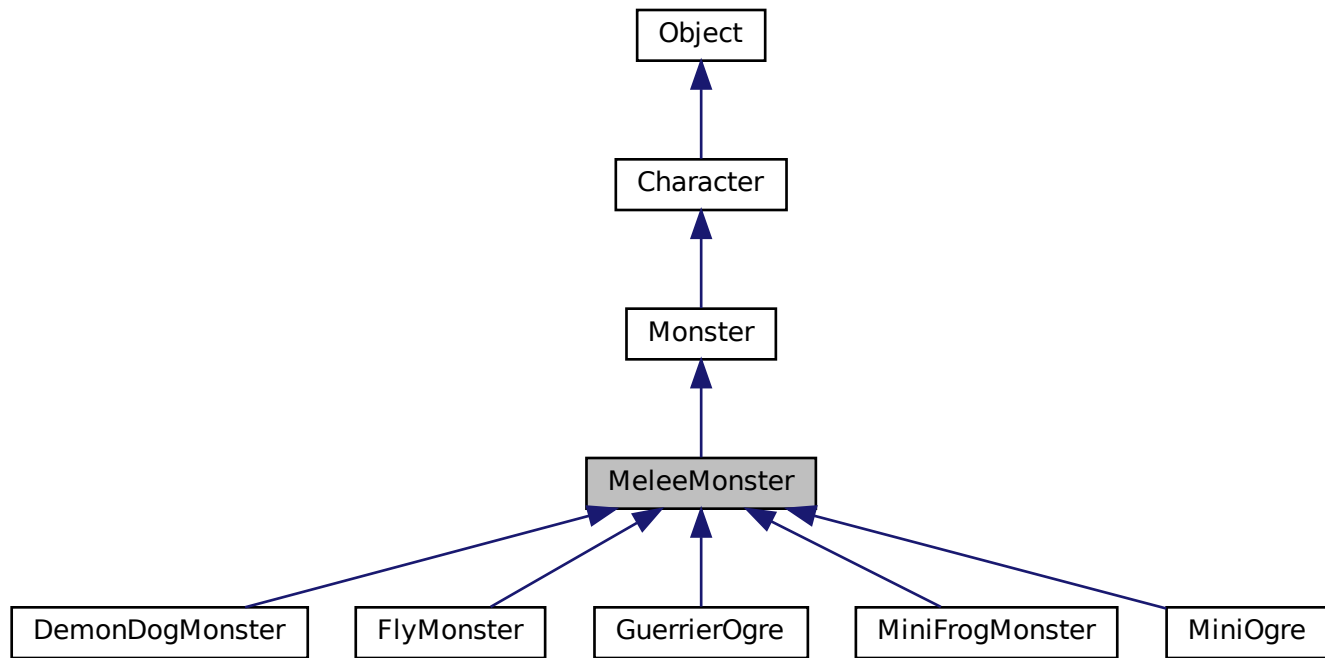 Object
Character
Monster
MeleeMonster
DemonDogMonster
FlyMonster
GuerrierOgre
MiniFrogMonster
MiniOgre